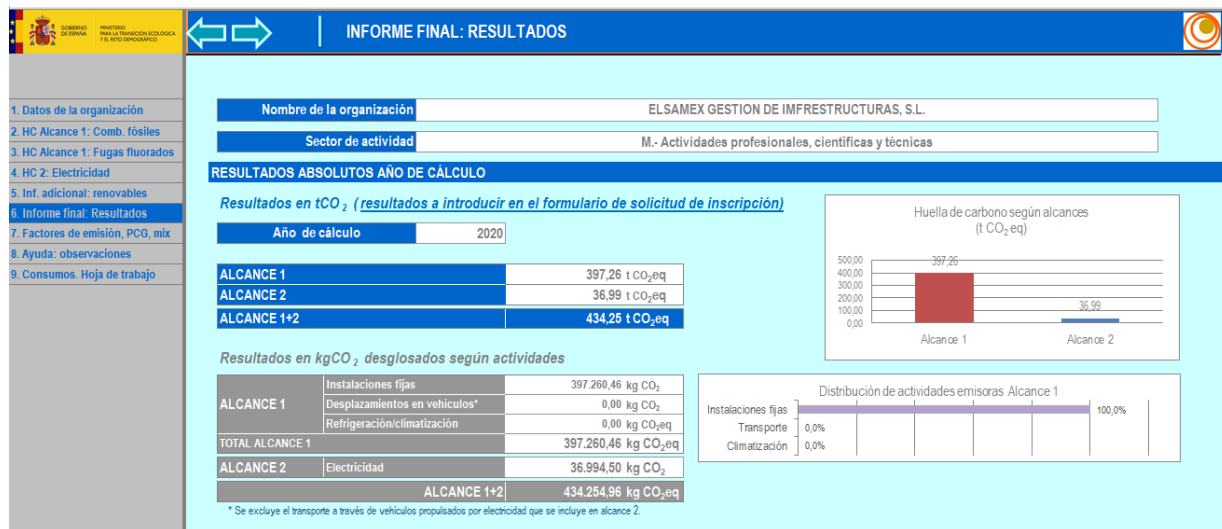 GOBIERNO DE ESPAÑA
MINISTERIO PARA LA TRANSICIÓN ECOLÓGICA Y EL RETO DEMOGRÁFICO
INFORME FINAL: RESULTADOS
1. Datos de la organización
2. HC Alcance 1: Comb. fósiles
3. HC Alcance 1: Fugas fluorados
4. HC 2: Electricidad
5. Inf. adicional: renovables
6. Informe final: Resultados
7. Factores de emisión, PCG, mix
8. Ayuda: observaciones
9. Consumos. Hoja de trabajo
Nombre de la organización ELSAMEX GESTION DE IMFRESTRUCTURAS, S.L.
Sector de actividad M.- Actividades profesionales, científicas y técnicas
RESULTADOS ABSOLUTOS AÑO DE CÁLCULO
Resultados en tCO2 (resultados a introducir en el formulario de solicitud de inscripción)
Año de cálculo 2020
ALCANCE 1 397,26 t CO2eq
ALCANCE 2 36,99 t CO2eq
ALCANCE 1+2 434,25 t CO2eq
Huella de carbono según alcances
(t CO2 eq)
500,00
400,00
300,00
200,00
100,00
0,00
397,26
36,99
Alcance 1 Alcance 2
Resultados en kgCO2 desglosados según actividades
ALCANCE 1
Instalaciones fijas 397.260,46 kg CO2
Desplazamientos en vehículos* 0,00 kg CO2
Refrigeración/climatización 0,00 kg CO2eq
TOTAL ALCANCE 1 397.260,46 kg CO2eq
ALCANCE 2 Electricidad 36.994,50 kg CO2
ALCANCE 1+2 434.254,96 kg CO2eq
* Se excluye el transporte a través de vehículos propulsados por electricidad que se incluye en alcance 2.
Distribución de actividades emisoras Alcance 1
Instalaciones fijas 100,0%
Transporte 0,0%
Climatización 0,0%